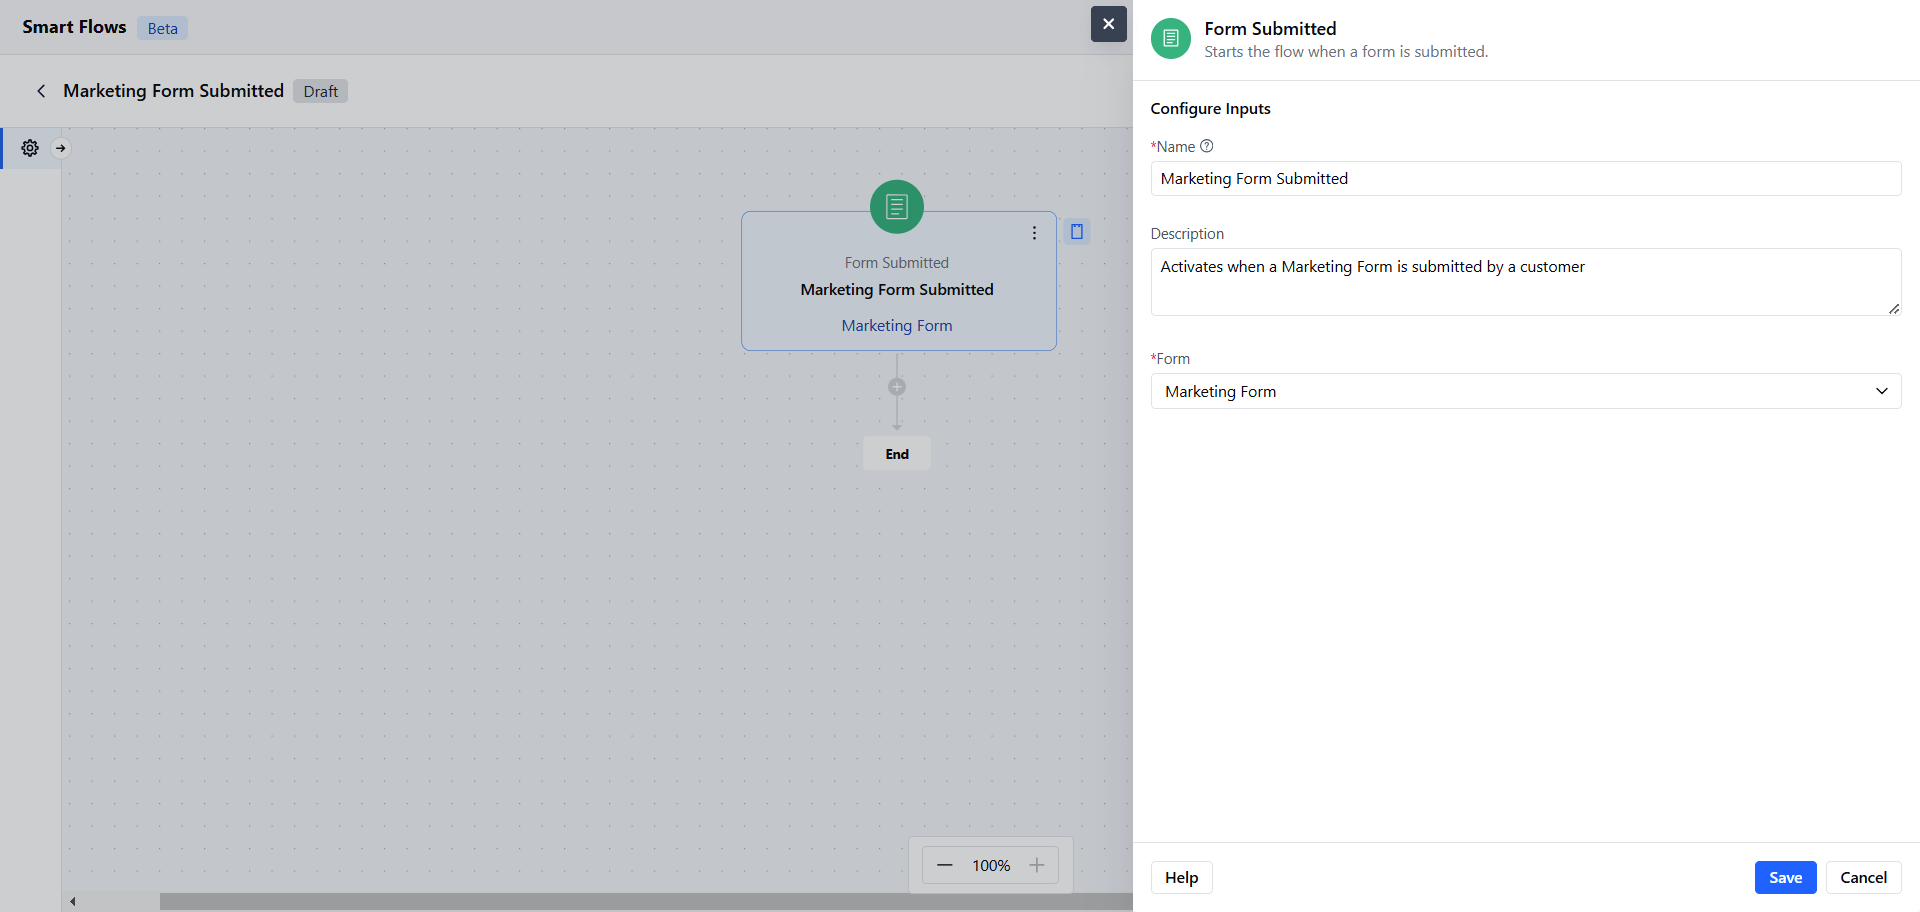 Smart Flows Beta
Marketing Form Submitted Draft
Form Submitted
Marketing Form Submitted
Marketing Form
End
100%
Form Submitted
Starts the flow when a form is submitted.
Configure Inputs
*Name
Marketing Form Submitted
Description
Activates when a Marketing Form is submitted by a customer
*Form
Marketing Form
Help Save Cancel